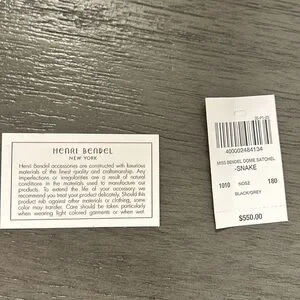 HENRI BENDEL
NEW YORK
Henri Bendel accessories are constructed with luxurious
materials of the finest quality and craftsmanship. Any
imperfections or irregularities are a result of natural
conditions in the materials used to manufacture our
products. To extend the life of your accessory we
recommend you treat your product delicately. Should this
product rub against other materials or clothing, some
color may transfer. Care should be taken particularly
when wearing light colored garments or when wet.
400002484134
MISS BENDEL DOME SATCHEL
-SNAKE
1010 NOSZ 180
BLACK/GREY
$550.00